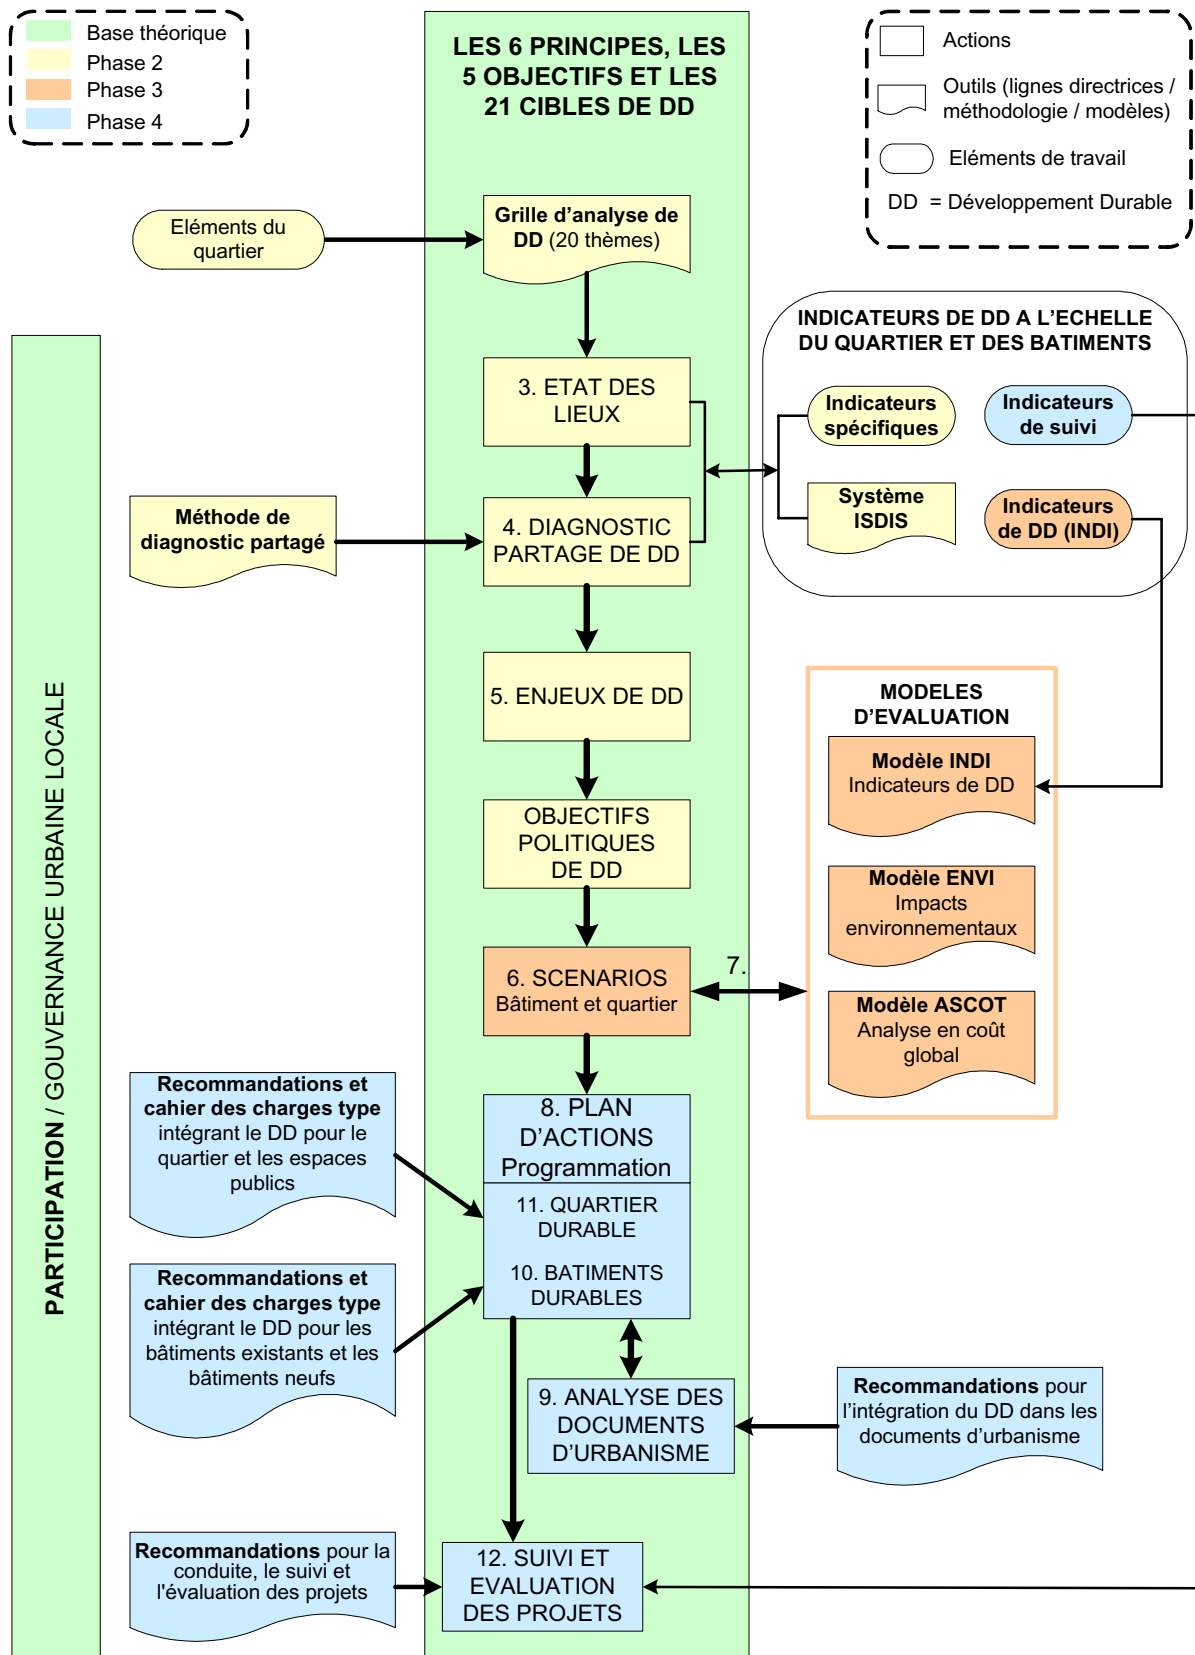 Base théorique
Phase 2
Phase 3
Phase 4
LES 6 PRINCIPES, LES
5 OBJECTIFS ET LES
21 CIBLES DE DD
Actions
Outils (lignes directrices /
méthodologie / modèles)
Eléments de travail
DD = Développement Durable
Eléments du
quartier
Grille d'analyse de
DD (20 thèmes)
INDICATEURS DE DD A L'ECHELLE
DU QUARTIER ET DES BATIMENTS
Indicateurs
spécifiques
Indicateurs
de suivi
Système
ISDIS
Indicateurs
de DD (INDI)
3. ETAT DES
LIEUX
Méthode de
diagnostic partagé
4. DIAGNOSTIC
PARTAGE DE DD
5. ENJEUX DE DD
MODELES
D'EVALUATION
Modèle INDI
Indicateurs de DD
Modèle ENVI
Impacts
environnementaux
Modèle ASCOT
Analyse en coût
global
OBJECTIFS
POLITIQUES
DE DD
6. SCENARIOS
Bâtiment et quartier
7.
PARTICIPATION / GOUVERNANCE URBAINE LOCALE
Recommandations et
cahier des charges type
intégrant le DD pour le
quartier et les espaces
publics
8. PLAN
D'ACTIONS
Programmation
11. QUARTIER
DURABLE
10. BATIMENTS
DURABLES
Recommandations et
cahier des charges type
intégrant le DD pour les
bâtiments existants et les
bâtiments neufs
9. ANALYSE DES
DOCUMENTS
D'URBANISME
Recommandations pour
l'intégration du DD dans les
documents d'urbanisme
Recommandations pour la
conduite, le suivi et
l'évaluation des projets
12. SUIVI ET
EVALUATION
DES PROJETS